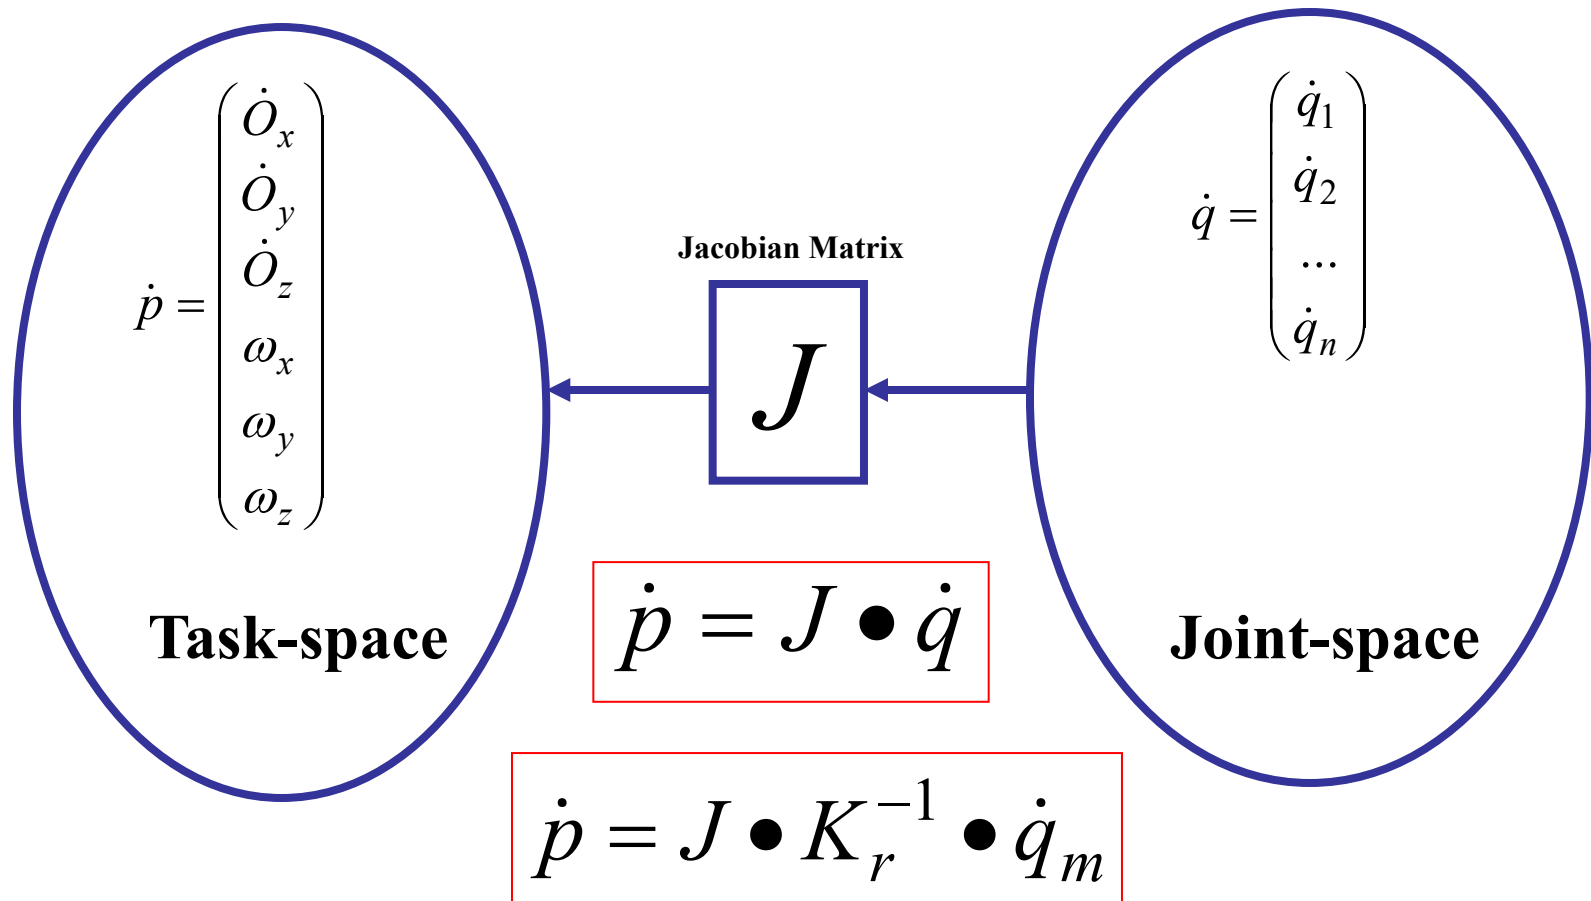 ṗ = (Ȯx
Ȯy
Ȯz
ωx
ωy
ωz)
Task-space
Jacobian Matrix
J
q̇ = (q̇1
q̇2
...
q̇n)
Joint-space
ṗ = J • q̇
ṗ = J • Kr⁻¹ • q̇m